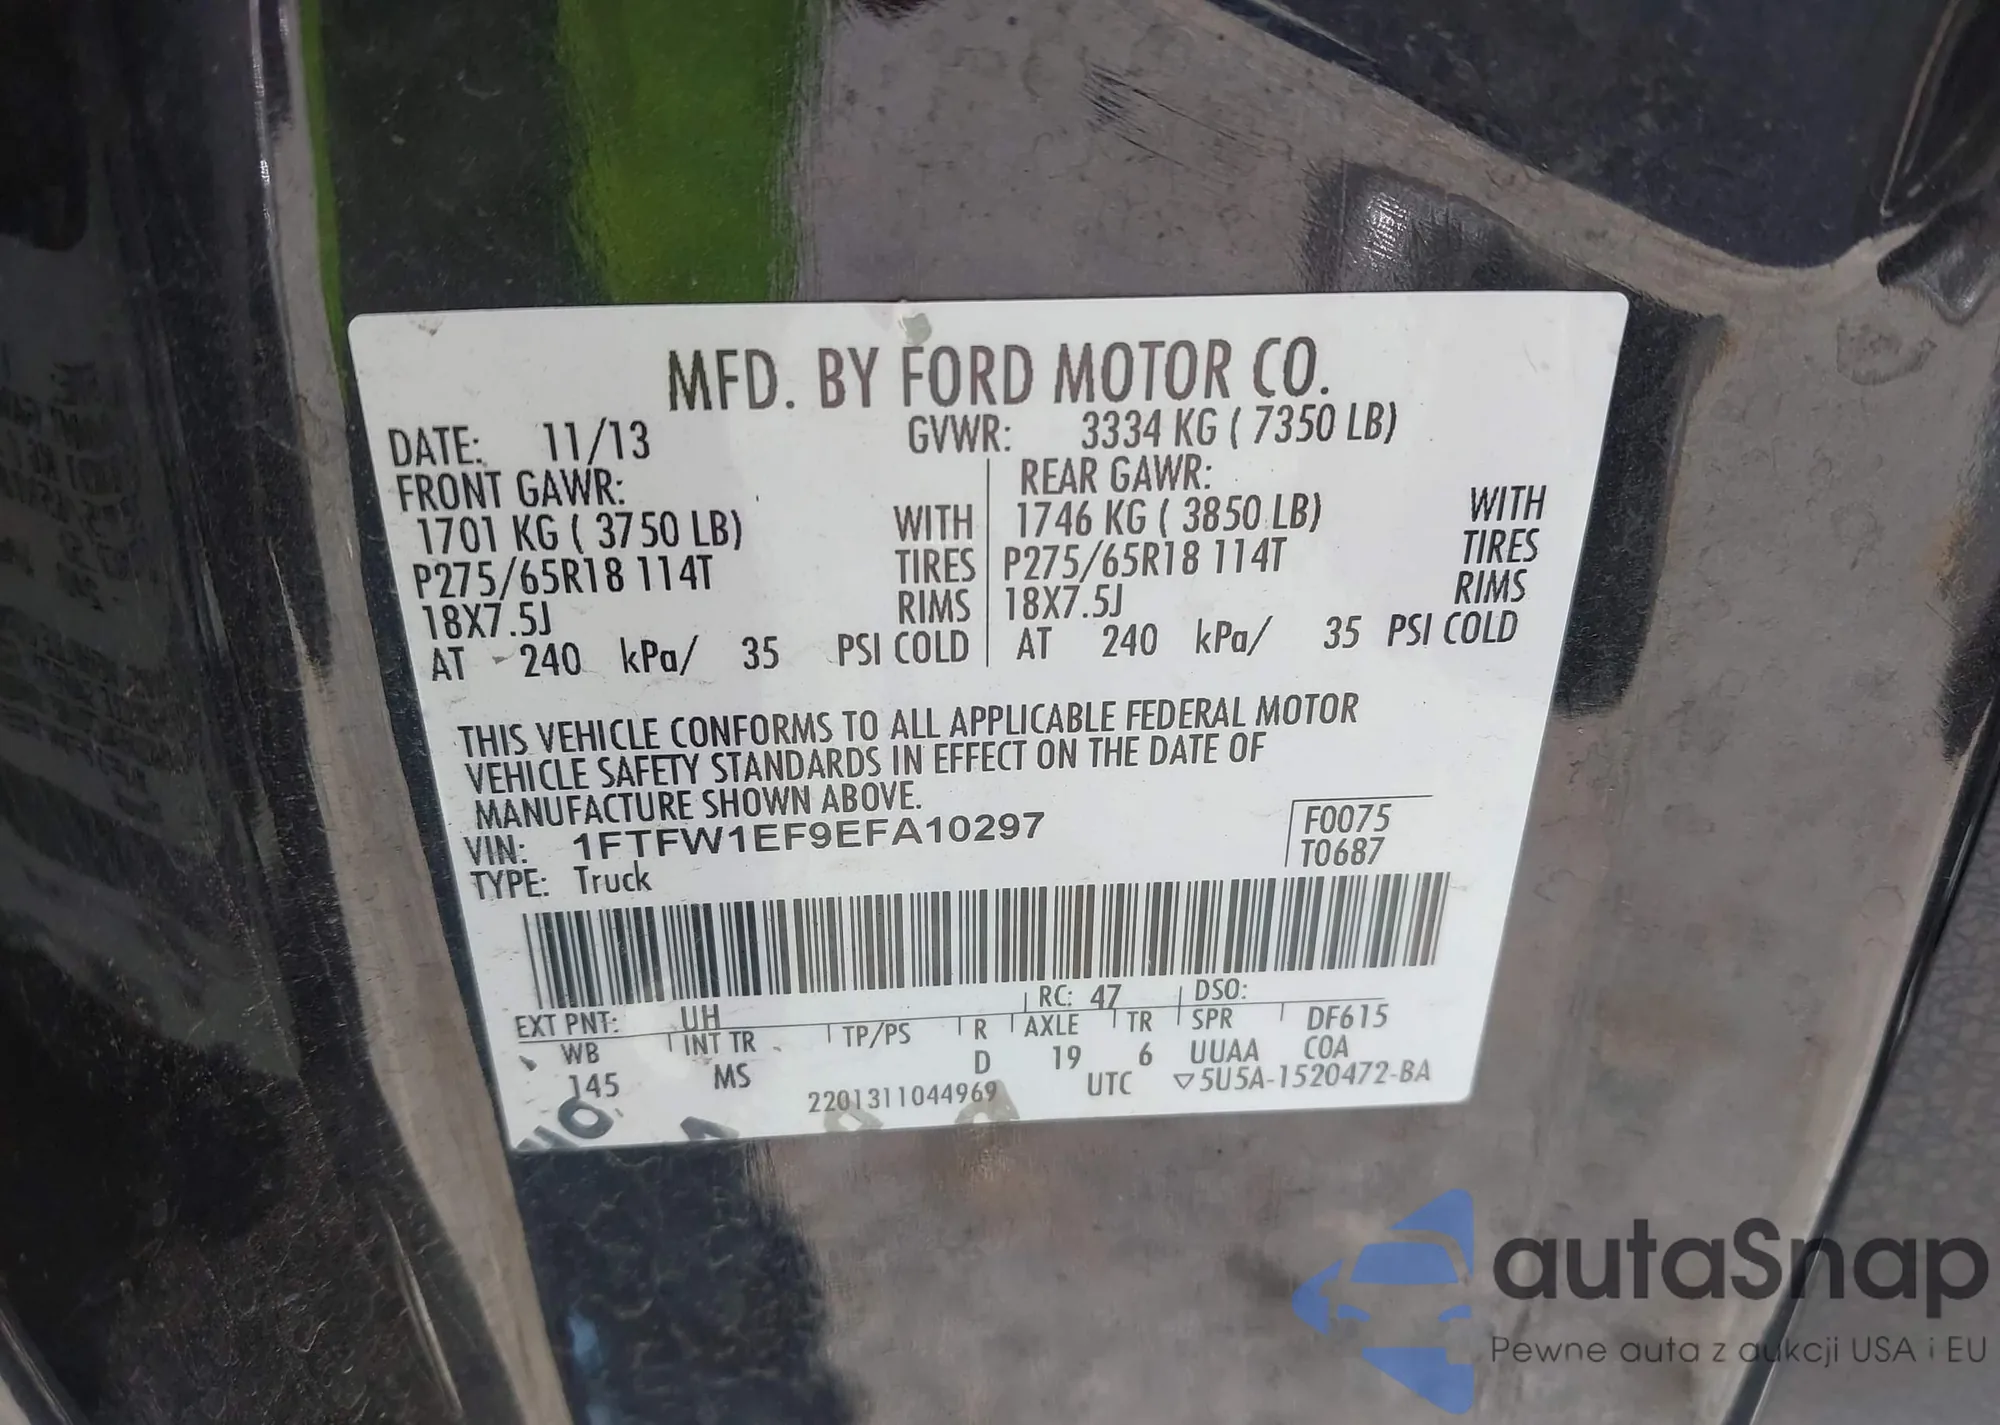 MFD. BY FORD MOTOR CO.
DATE: 11/13 GVWR: 3334 KG ( 7350 LB)
FRONT GAWR: REAR GAWR:
1701 KG ( 3750 LB) WITH 1746 KG ( 3850 LB) WITH
P275/65R18 114T TIRES P275/65R18 114T TIRES
18X7.5J RIMS 18X7.5J RIMS
AT 240 kPa/ 35 PSI COLD AT 240 kPa/ 35 PSI COLD
THIS VEHICLE CONFORMS TO ALL APPLICABLE FEDERAL MOTOR
VEHICLE SAFETY STANDARDS IN EFFECT ON THE DATE OF
MANUFACTURE SHOWN ABOVE.
VIN: 1FTFW1EF9EFA10297 F0075
TYPE: Truck T0687
EXT PNT: UH RC: 47 DSO:
WB INT TR TP/PS R AXLE TR SPR DF615
145 MS D 19 6 UUAA COA
2201311044969 UTC ▽5U5A-1520472-BA
autaSnap
Pewne auta z aukcji USA i EU